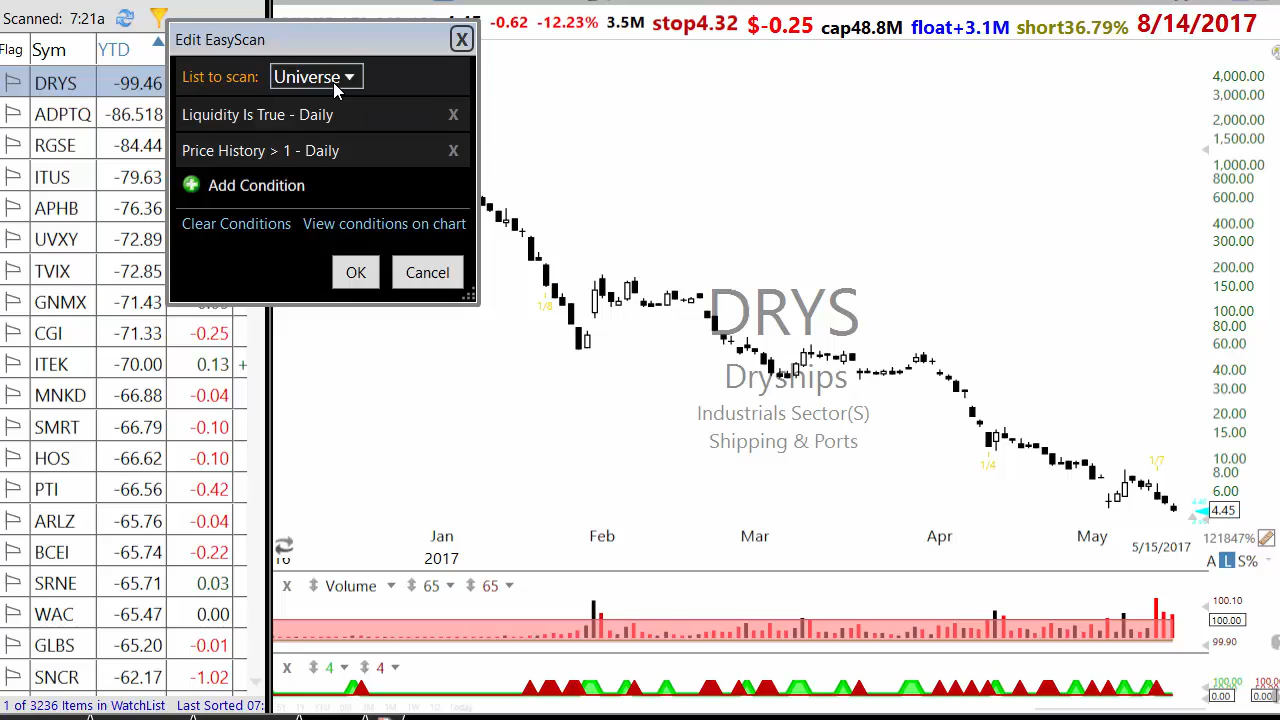 Scanned: 7:21a
-0.62 -12.23% 3.5M stop4.32 $-0.25 cap48.8M float+3.1M short36.79% 8/14/2017
Flag Sym YTD
DRYS -99.46
ADPTQ -86.518
RGSE -84.44
ITUS -79.63
APHB -76.36
UVXY -72.89
TVIX -72.85
GNMX -71.43
CGI -71.33 -0.25
ITEK -70.00 0.13 +
MNKD -66.88 -0.04
SMRT -66.79 -0.10
HOS -66.62 -0.10
PTI -66.56 -0.42
ARLZ -65.76 -0.04
BCEI -65.74 -0.22
SRNE -65.71 0.03
WAC -65.47 0.00
GLBS -65.20 -0.01
SNCR -62.17 -1.02
1 of 3236 Items in WatchList Last Sorted 07:
Edit EasyScan X
List to scan: Universe
Liquidity Is True - Daily X
Price History > 1 - Daily X
Add Condition
Clear Conditions View conditions on chart
OK Cancel
DRYS
Dryships
Industrials Sector(S)
Shipping & Ports
1/8
1/4
1/7
4,000.00
3,000.00
2,000.00
1,500.00
1,000.00
800.00
600.00
400.00
300.00
200.00
150.00
100.00
80.00
60.00
40.00
30.00
20.00
15.00
10.00
8.00
6.00
4.45
Jan Feb Mar Apr May
2017 5/15/2017
121847%
A L S%
X Volume 65 65
100.10
100.00
99.90
X 4 4
100.00
0.00 0.00